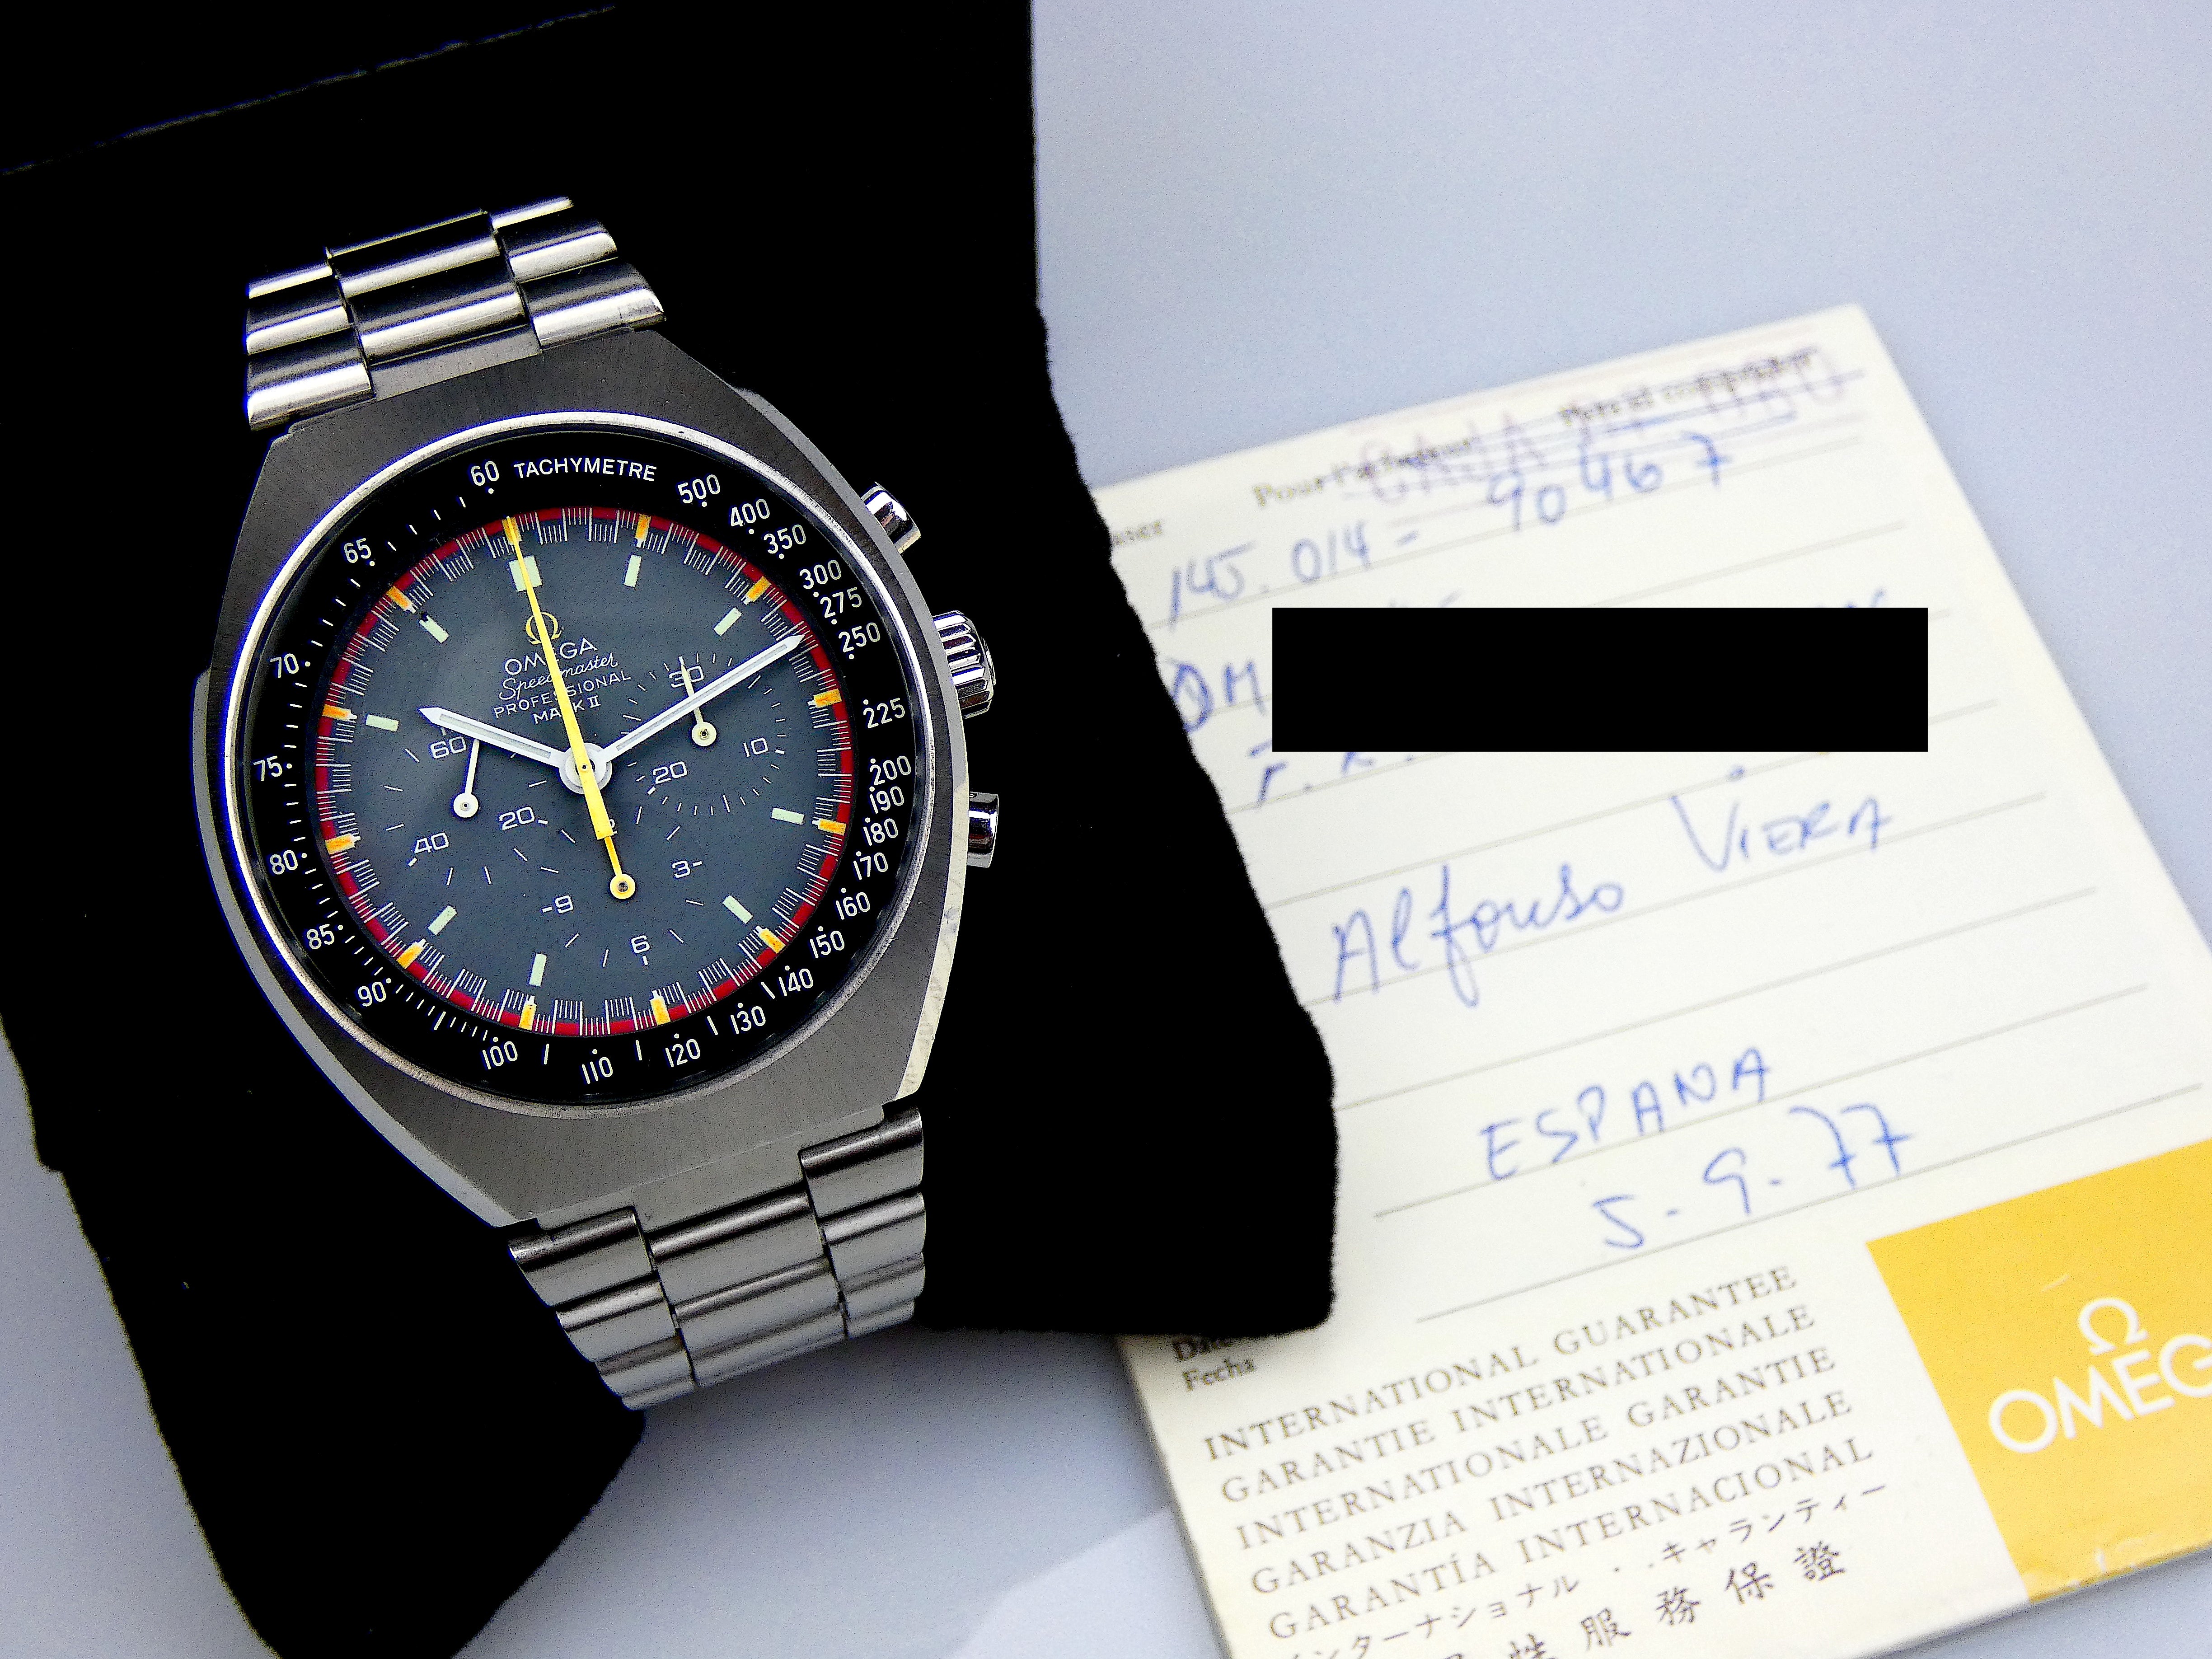 60 TACHYMETRE 500 400 350 300 275 250 225 200 190 180 170 160 150 140 130 120 110 100 90 85 80 75 70 65
Ω
OMEGA
Speedmaster
PROFESSIONAL
MARK II
60 20 40
30 10 20
3 6 9
Pour l'acheteur
145.014 - 90467
OM
Alfonso VIERA
ESPANA
5-9-77
Fecha
INTERNATIONAL GUARANTEE
GARANTIE INTERNATIONALE
INTERNATIONALE GARANTIE
GARANZIA INTERNAZIONALE
GARANTÍA INTERNACIONAL
インターナショナル・ギャランティー
服務保證
Ω
OMEG